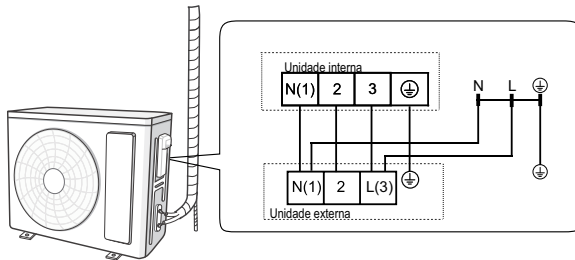 Unidade interna
N(1) 2 3
N L
N(1) 2 L(3)
Unidade externa